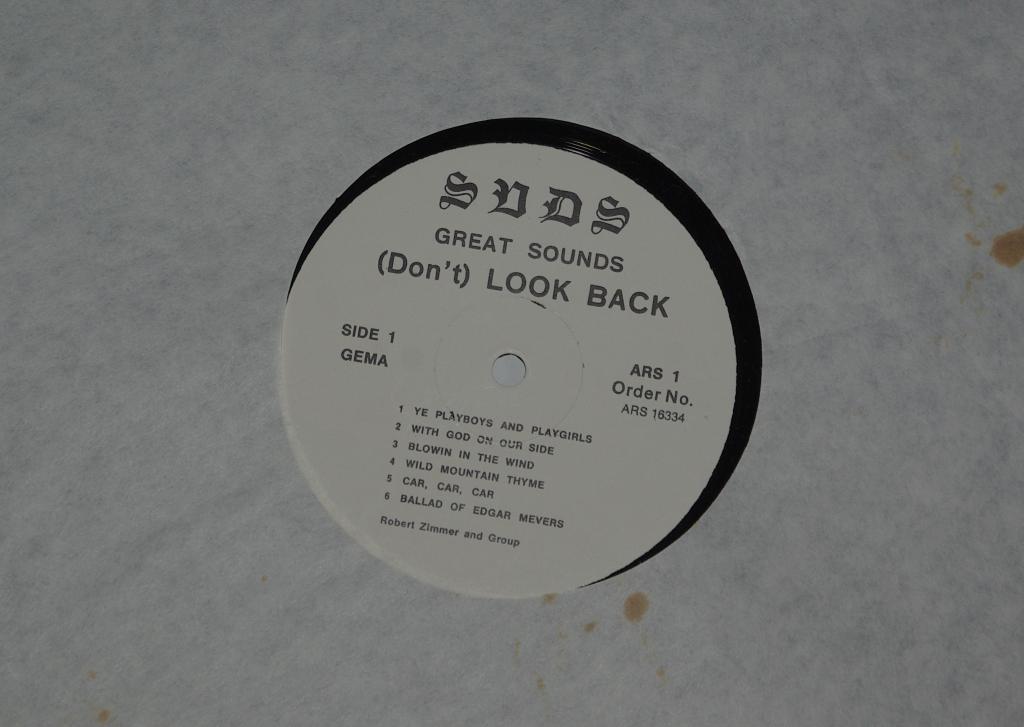 SUDS
GREAT SOUNDS
(Don't) LOOK BACK
SIDE 1
GEMA
ARS 1
Order No.
ARS 16334
1 YE PLAYBOYS AND PLAYGIRLS
2 WITH GOD ON OUR SIDE
3 BLOWIN IN THE WIND
4 WILD MOUNTAIN THYME
5 CAR, CAR, CAR
6 BALLAD OF EDGAR MEVERS
Robert Zimmer and Group